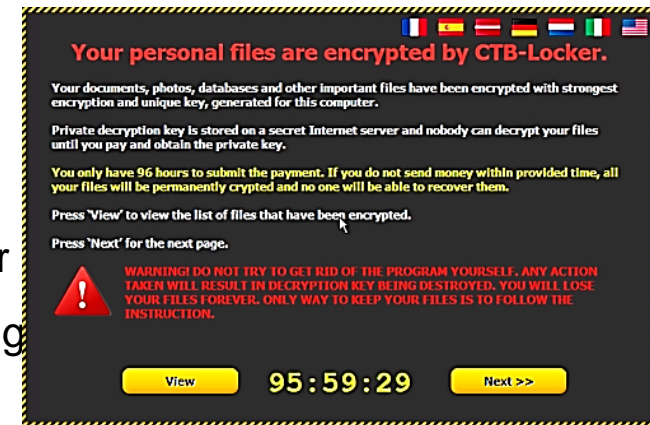 Your personal files are encrypted by CTB-Locker.
Your documents, photos, databases and other important files have been encrypted with strongest
encryption and unique key, generated for this computer.
Private decryption key is stored on a secret Internet server and nobody can decrypt your files
until you pay and obtain the private key.
You only have 96 hours to submit the payment. If you do not send money within provided time, all
your files will be permanently crypted and no one will be able to recover them.
Press 'View' to view the list of files that have been encrypted.
Press 'Next' for the next page.
WARNING! DO NOT TRY TO GET RID OF THE PROGRAM YOURSELF. ANY ACTION
TAKEN WILL RESULT IN DECRYPTION KEY BEING DESTROYED. YOU WILL LOSE
YOUR FILES FOREVER. ONLY WAY TO KEEP YOUR FILES IS TO FOLLOW THE
INSTRUCTION.
View 95:59:29 Next >>